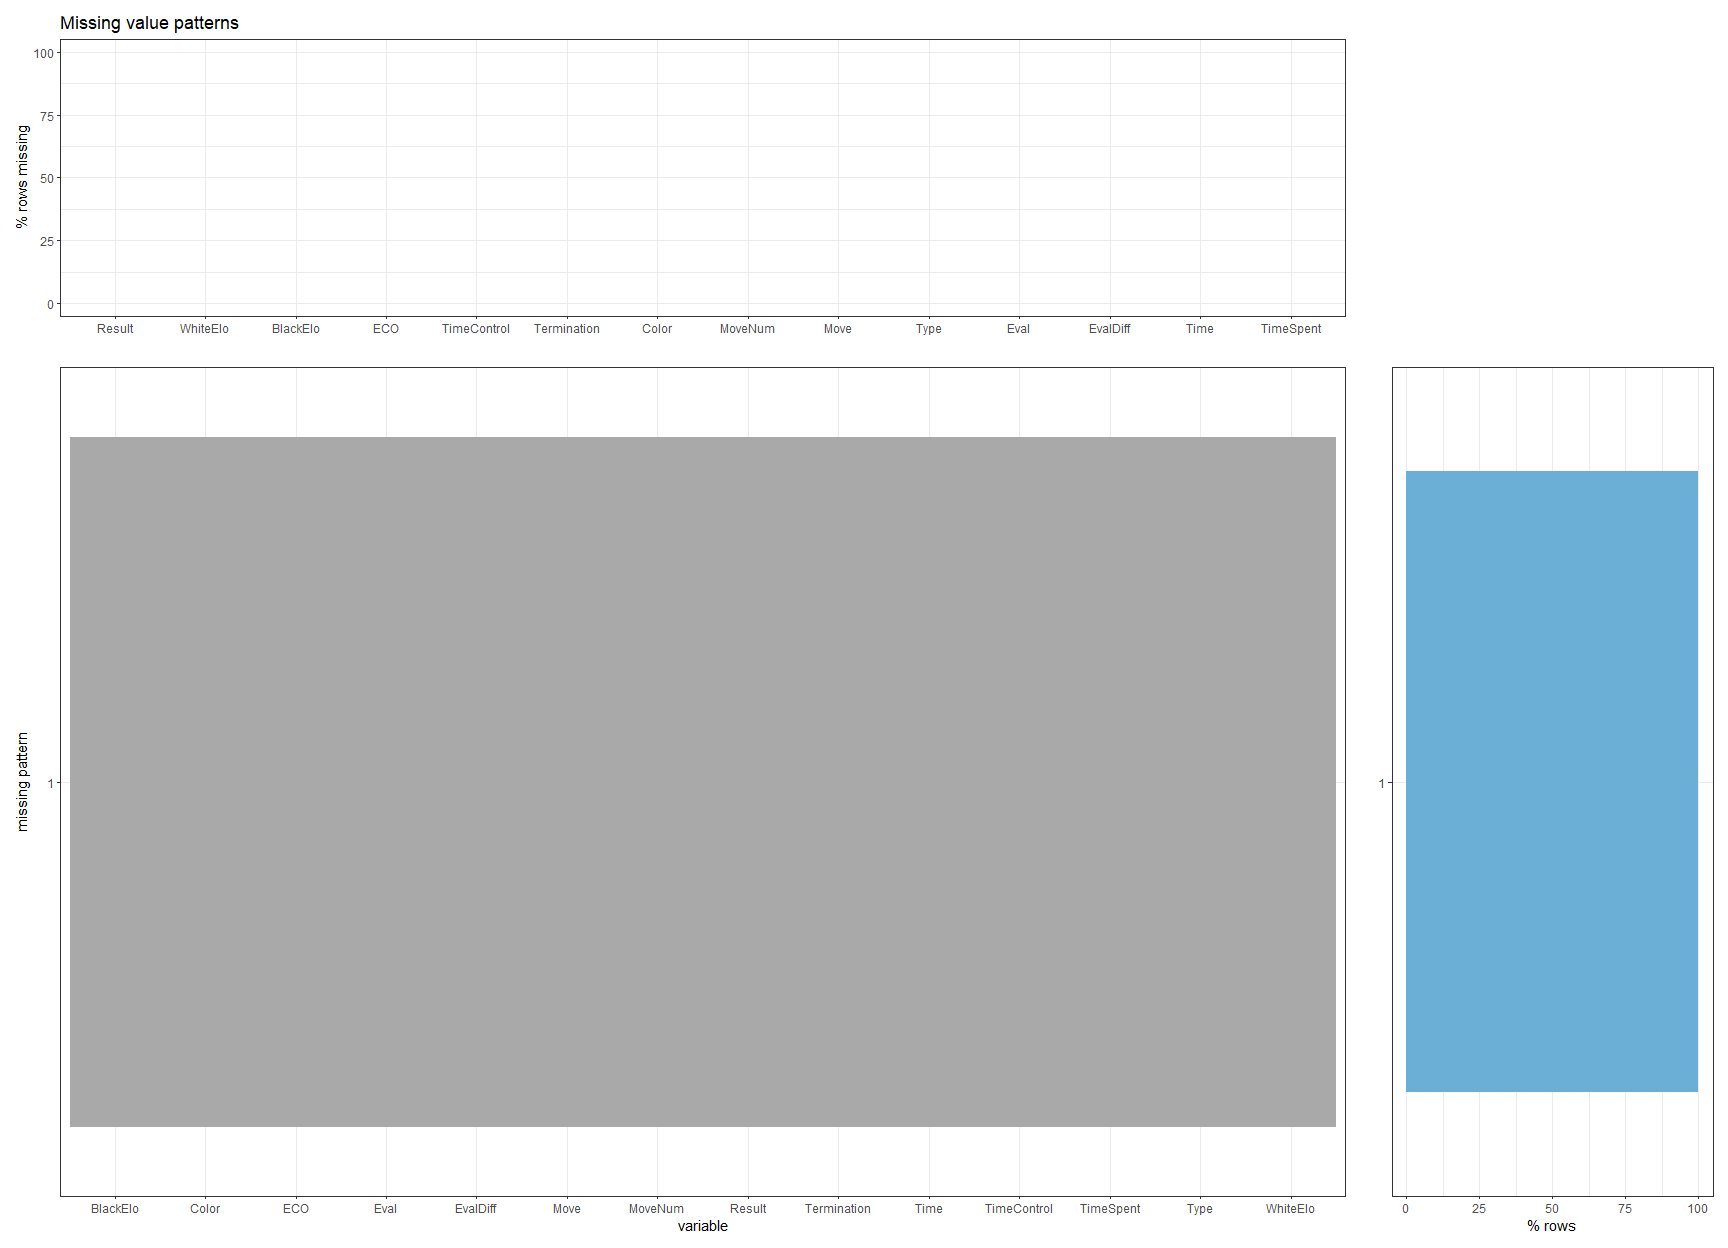 Missing value patterns
% rows missing
100
75
50
25
0
Result WhiteElo BlackElo ECO TimeControl Termination Color MoveNum Move Type Eval EvalDiff Time TimeSpent
missing pattern
1
BlackElo Color ECO Eval EvalDiff Move MoveNum Result Termination Time TimeControl TimeSpent Type WhiteElo
variable
1
0 25 50 75 100
% rows